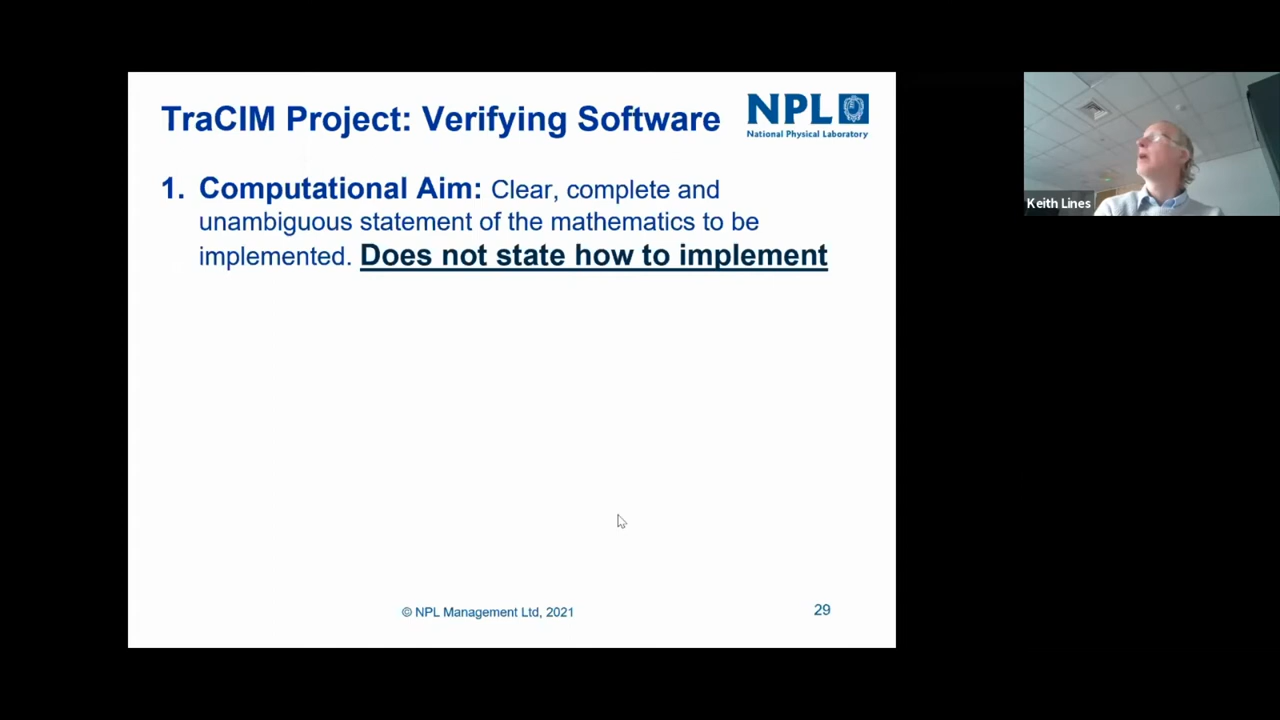 TraCIM Project: Verifying Software
NPL
National Physical Laboratory
1. Computational Aim: Clear, complete and
unambiguous statement of the mathematics to be
implemented. Does not state how to implement
© NPL Management Ltd, 2021
29
Keith Lines